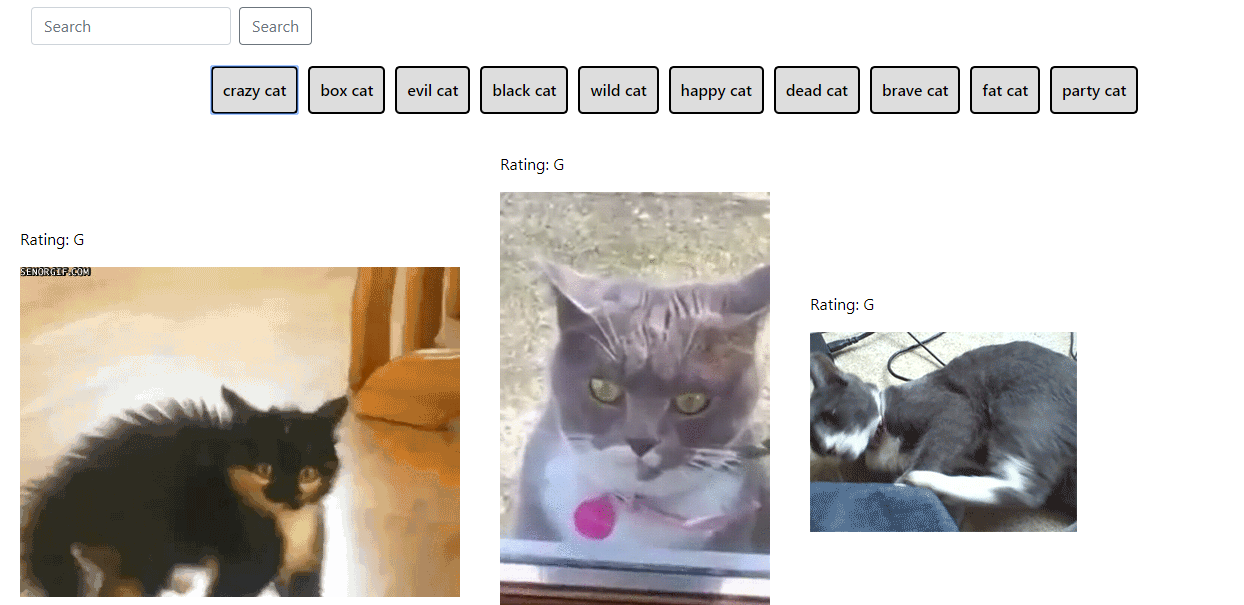 Search Search
crazy cat box cat evil cat black cat wild cat happy cat dead cat brave cat fat cat party cat
Rating: G
Rating: G
SENORGIF.COM
Rating: G